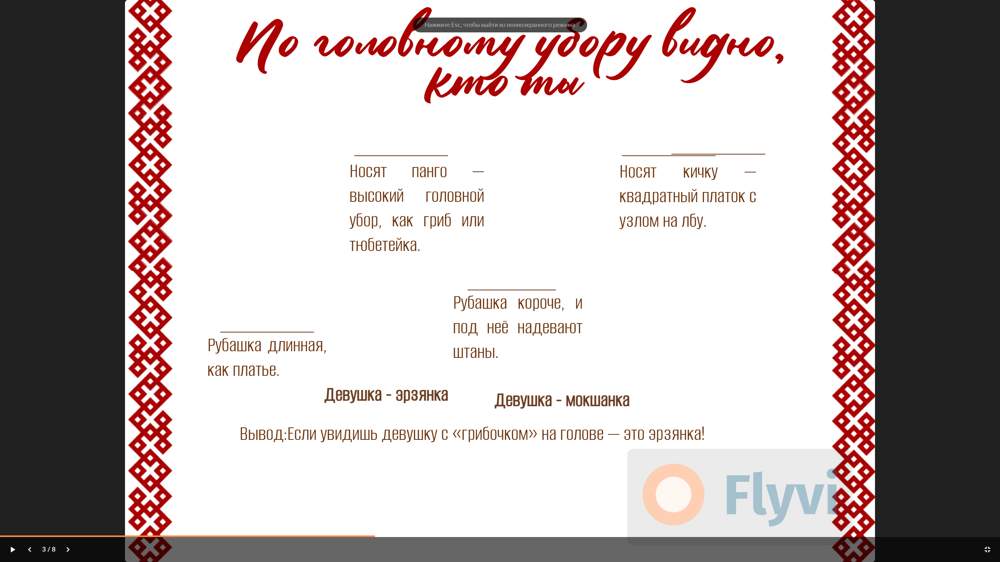 По головному убору видно,
кто ты
Нажмите Esc, чтобы выйти из полноэкранного режима
Носят панго –
высокий головной
убор, как гриб или
тюбетейка.
Носят кичку –
квадратный платок с
узлом на лбу.
Рубашка короче, и
под неё надевают
штаны.
Рубашка длинная,
как платье.
Девушка - эрзянка
Девушка - мокшанка
Вывод:Если увидишь девушку с «грибочком» на голове – это эрзянка!
Flyvi
3 / 8